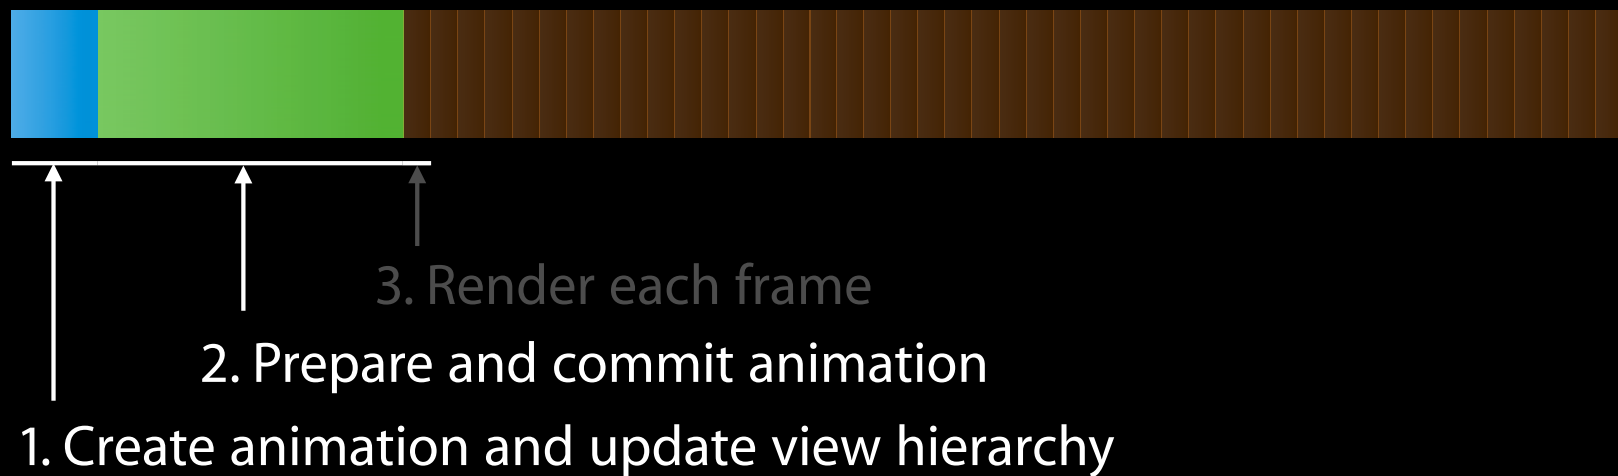 3. Render each frame
2. Prepare and commit animation
1. Create animation and update view hierarchy